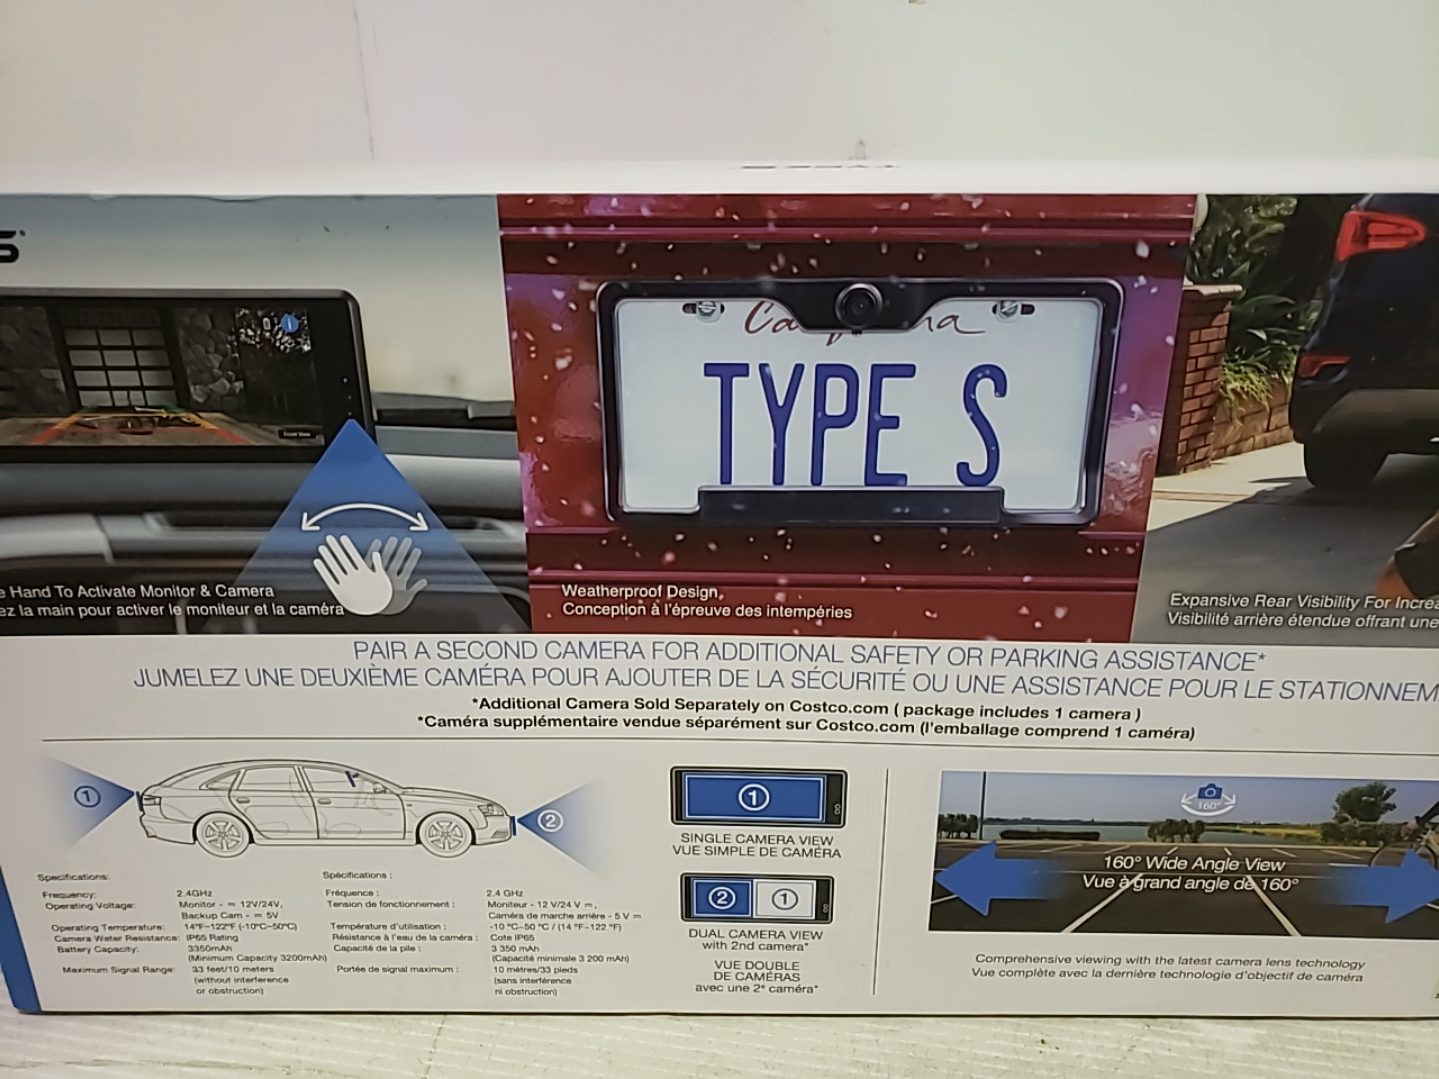 S
Front View
California
TYPE S
Hand To Activate Monitor & Camera
la main pour activer le moniteur et la caméra
Weatherproof Design
Conception à l'épreuve des intempéries
Expansive Rear Visibility For
Visibilité arrière étendue offrant une
PAIR A SECOND CAMERA FOR ADDITIONAL SAFETY OR PARKING ASSISTANCE*
JUMELEZ UNE DEUXIÈME CAMÉRA POUR AJOUTER DE LA SÉCURITÉ OU UNE ASSISTANCE POUR LE STATIONNEM
*Additional Camera Sold Separately on Costco.com ( package includes 1 camera )
*Caméra supplémentaire vendue séparément sur Costco.com (l'emballage comprend 1 caméra)
1
2
Specifications:
Frequency: 2.4GHz
Operating Voltage: Monitor - ⎓ 12V/24V,
Backup Cam - ⎓ 5V
Operating Temperature: 14°F~122°F (-10°C~50°C)
Camera Water Resistance: IP65 Rating
Battery Capacity: 3350mAh
(Minimum Capacity 3200mAh)
Maximum Signal Range: 33 feet/10 meters
(without interference
or obstruction)
Spécifications :
Fréquence : 2.4 GHz
Tension de fonctionnement : Moniteur - 12 V/24 V ⎓,
Caméra de marche arrière - 5 V ⎓
Température d'utilisation : -10 °C~50 °C / (14 °F~122 °F)
Résistance à l'eau de la caméra : Cote IP65
Capacité de la pile : 3 350 mAh
(Capacité minimale 3 200 mAh)
Portée de signal maximum : 10 mètres/33 pieds
(sans interférence
ni obstruction)
1
SINGLE CAMERA VIEW
VUE SIMPLE DE CAMÉRA
2 1
DUAL CAMERA VIEW
with 2nd camera*
VUE DOUBLE
DE CAMÉRAS
avec une 2e caméra*
160°
160° Wide Angle View
Vue à grand angle de 160°
Comprehensive viewing with the latest camera lens technology
Vue complète avec la dernière technologie d'objectif de caméra